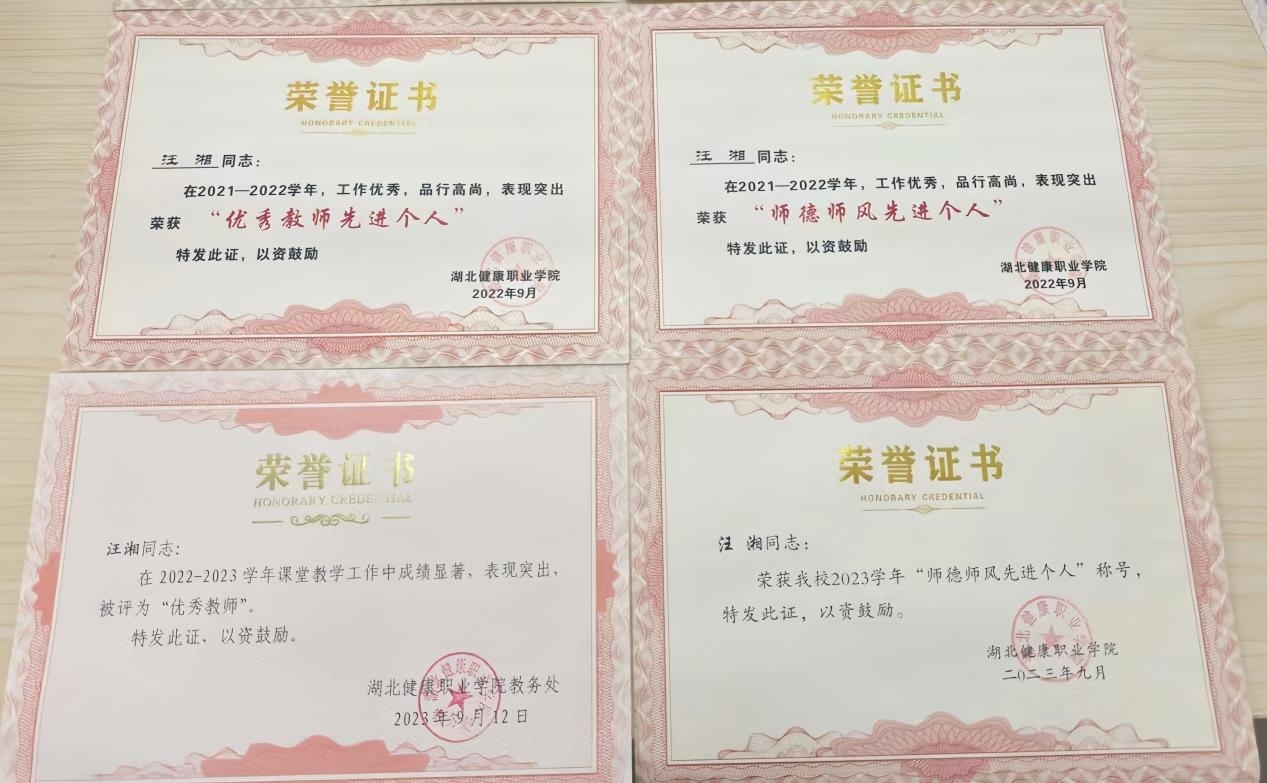 荣誉证书
HONORARY CREDENTIAL
汪 湘 同志：
在2021—2022学年，工作优秀，品行高尚，表现突出
荣获 “优秀教师先进个人”
特发此证，以资鼓励
湖北健康职业学院
2022年9月
荣誉证书
HONORARY CREDENTIAL
汪 湘 同志：
在2021—2022学年，工作优秀，品行高尚，表现突出
荣获 “师德师风先进个人”
特发此证，以资鼓励
湖北健康职业学院
2022年9月
荣誉证书
HONORARY CREDENTIAL
汪湘同志：
在 2022-2023 学年课堂教学工作中成绩显著、表现突出，
被评为“优秀教师”。
特发此证、以资鼓励。
湖北健康职业学院教务处
2023年9月12日
荣誉证书
HONORARY CREDENTIAL
汪 湘同志：
荣获我校2023学年“师德师风先进个人”称号，
特发此证，以资鼓励。
湖北健康职业学院
二〇二三年九月